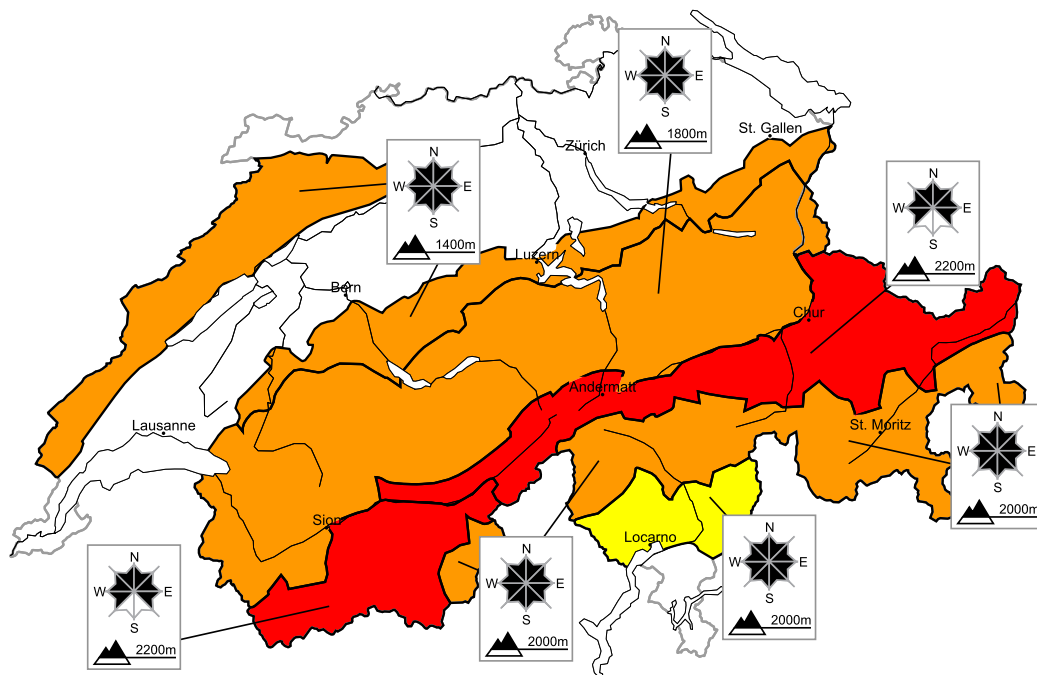 N
W E
S
1800m
St. Gallen
Zürich
N
W E
S
1400m
N
W E
S
2200m
Luzern
Bern
Chur
Andermatt
Lausanne
St. Moritz
N
W E
S
2000m
Sion
Locarno
N
W E
S
2200m
N
W E
S
2000m
N
W E
S
2000m